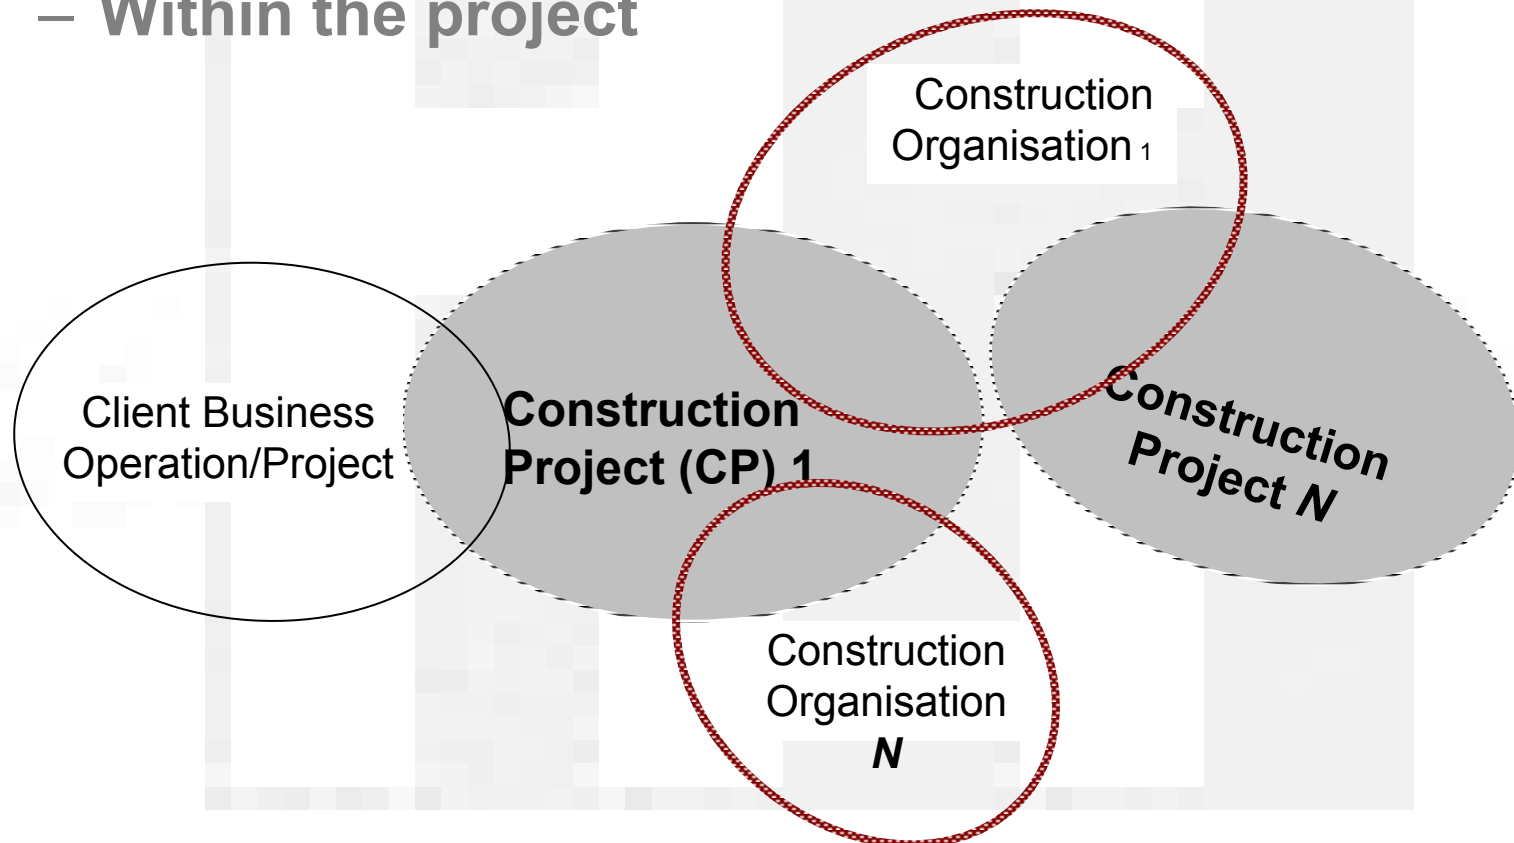 – Within the project
Construction
Organisation 1
Client Business
Operation/Project
Construction
Project (CP) 1
Construction
Project N
Construction
Organisation
N